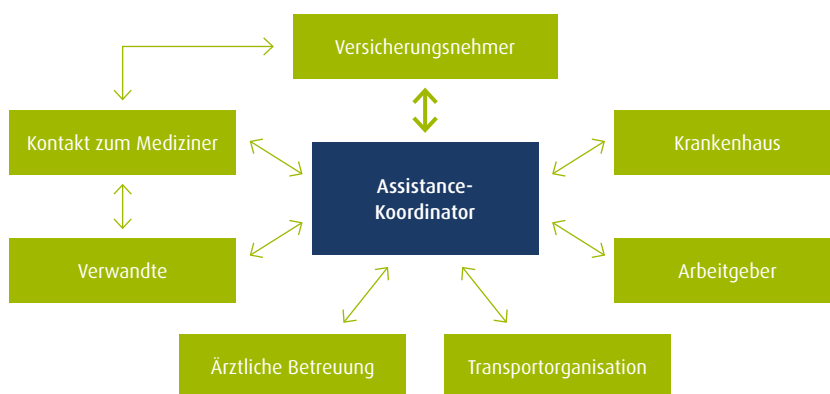 Versicherungsnehmer
Kontakt zum Mediziner
Krankenhaus
Assistance-
Koordinator
Verwandte
Arbeitgeber
Ärztliche Betreuung
Transportorganisation